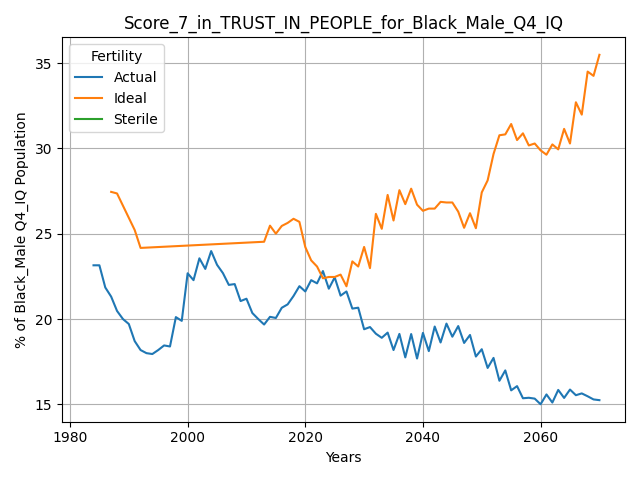 Score_7_in_TRUST_IN_PEOPLE_for_Black_Male_Q4_IQ
Fertility
Actual
Ideal
Sterile
% of Black_Male Q4_IQ Population
35
30
25
20
15
1980
2000
2020
2040
2060
Years